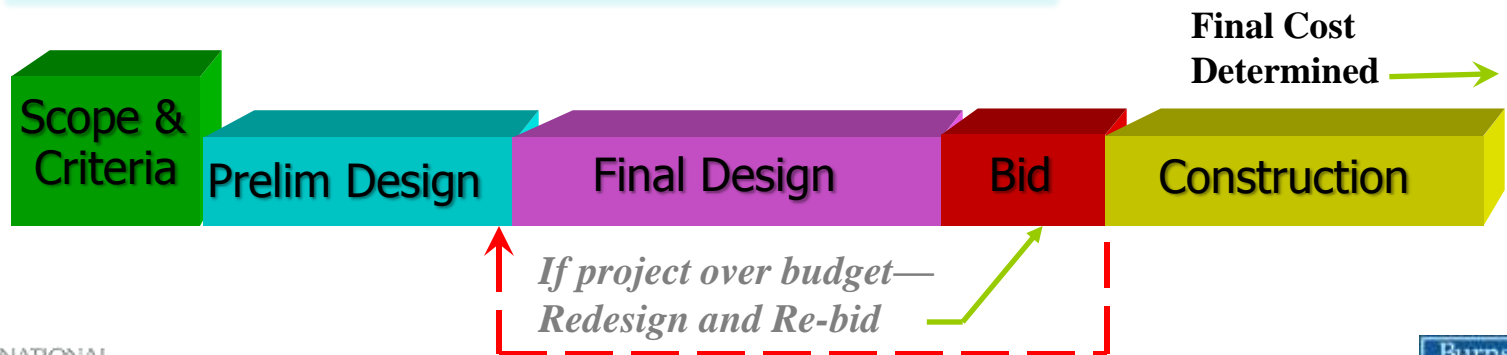 Final Cost
Determined
Scope &
Criteria
Prelim Design
Final Design
Bid
Construction
If project over budget—
Redesign and Re-bid